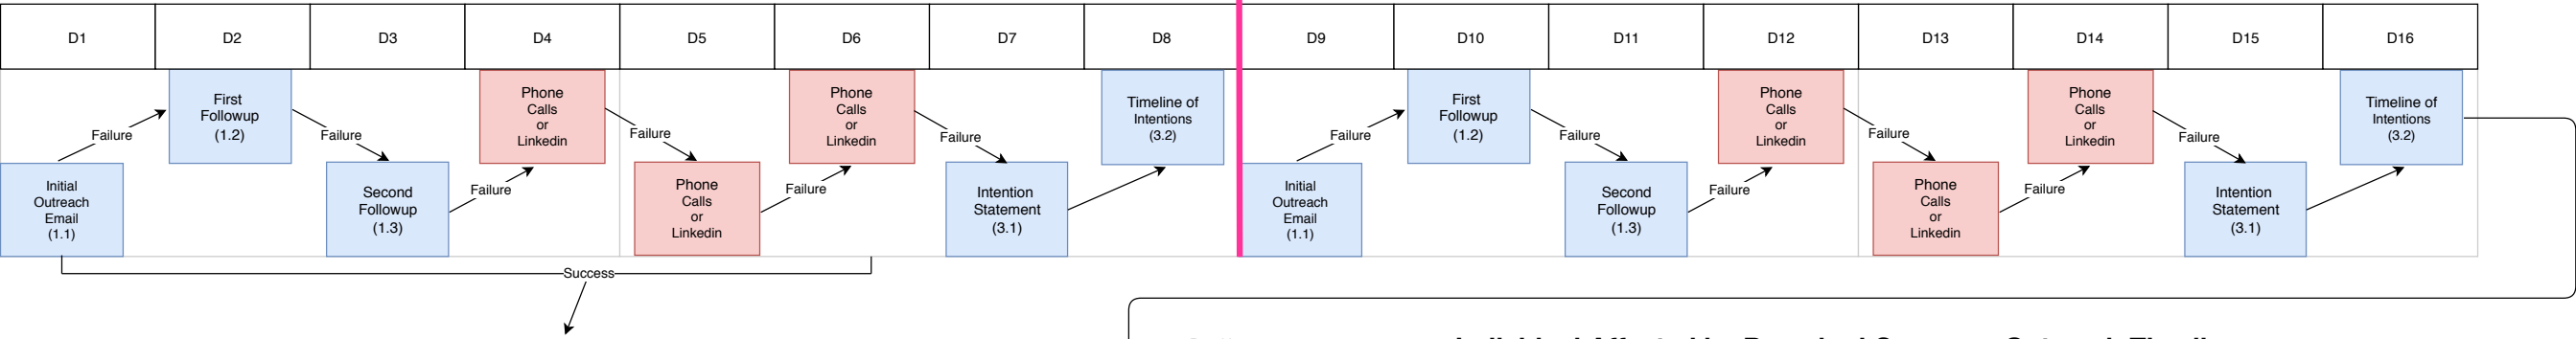 D1
D2
D3
D4
D5
D6
D7
D8
D9
D10
D11
D12
D13
D14
D15
D16
Initial
Outreach
Email
(1.1)
Failure
First
Followup
(1.2)
Failure
Second
Followup
(1.3)
Failure
Phone
Calls
or
Linkedin
Failure
Phone
Calls
or
Linkedin
Failure
Phone
Calls
or
Linkedin
Failure
Intention
Statement
(3.1)
Timeline of
Intentions
(3.2)
Initial
Outreach
Email
(1.1)
Failure
First
Followup
(1.2)
Failure
Second
Followup
(1.3)
Failure
Phone
Calls
or
Linkedin
Failure
Phone
Calls
or
Linkedin
Failure
Phone
Calls
or
Linkedin
Failure
Intention
Statement
(3.1)
Timeline of
Intentions
(3.2)
Success